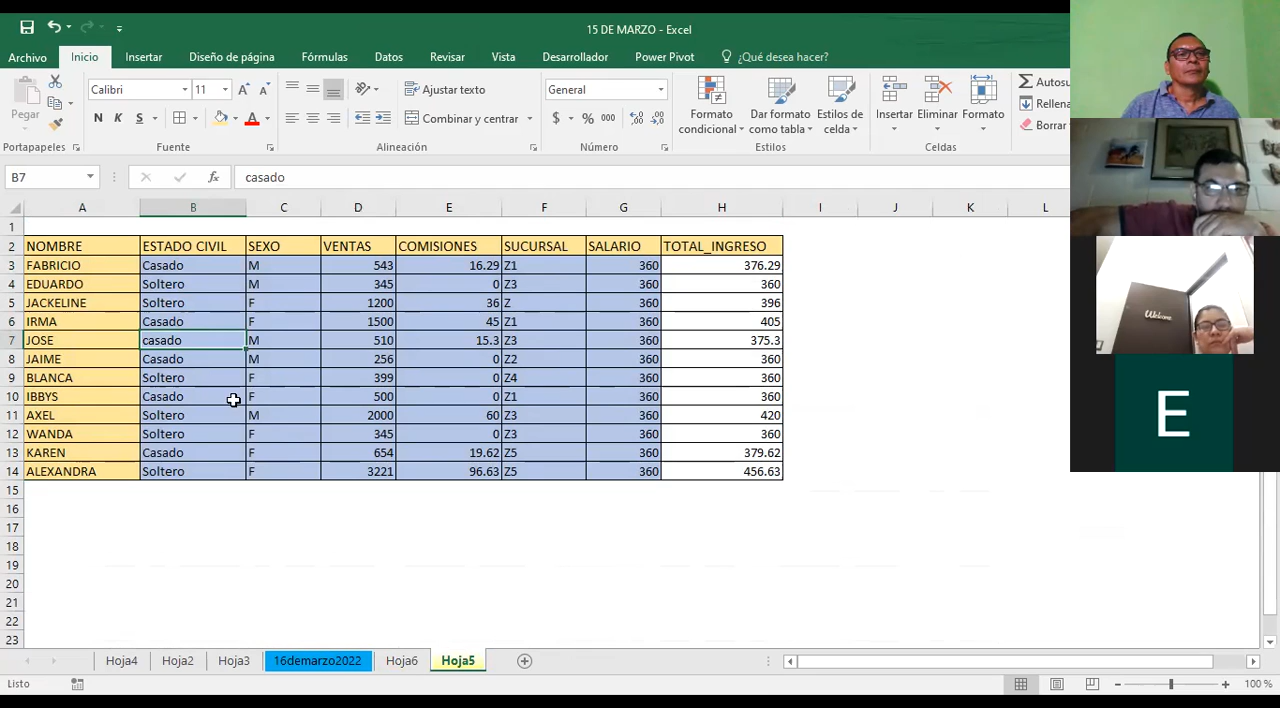 15 DE MARZO - Excel
Archivo Inicio Insertar Diseño de página Fórmulas Datos Revisar Vista Desarrollador Power Pivot ¿Qué desea hacer?
Pegar
Calibri 11
N K S
Ajustar texto
Combinar y centrar
General
$ % 000
Formato condicional
Dar formato como tabla
Estilos de celda
Insertar Eliminar Formato
Autosu
Rellena
Borrar
Portapapeles Fuente Alineación Número Estilos Celdas
B7 fx casado
A B C D E F G H I J K L
1
2 NOMBRE ESTADO CIVIL SEXO VENTAS COMISIONES SUCURSAL SALARIO TOTAL_INGRESO
3 FABRICIO Casado M 543 16.29 Z1 360 376.29
4 EDUARDO Soltero M 345 0 Z3 360 360
5 JACKELINE Soltero F 1200 36 Z 360 396
6 IRMA Casado F 1500 45 Z1 360 405
7 JOSE casado M 510 15.3 Z3 360 375.3
8 JAIME Casado M 256 0 Z2 360 360
9 BLANCA Soltero F 399 0 Z4 360 360
10 IBBYS Casado F 500 0 Z1 360 360
11 AXEL Soltero M 2000 60 Z3 360 420
12 WANDA Soltero F 345 0 Z3 360 360
13 KAREN Casado F 654 19.62 Z5 360 379.62
14 ALEXANDRA Soltero F 3221 96.63 Z5 360 456.63
15
16
17
18
19
20
21
22
23
Hoja4 Hoja2 Hoja3 16demarzo2022 Hoja6 Hoja5
Listo 100 %
Welcome
E